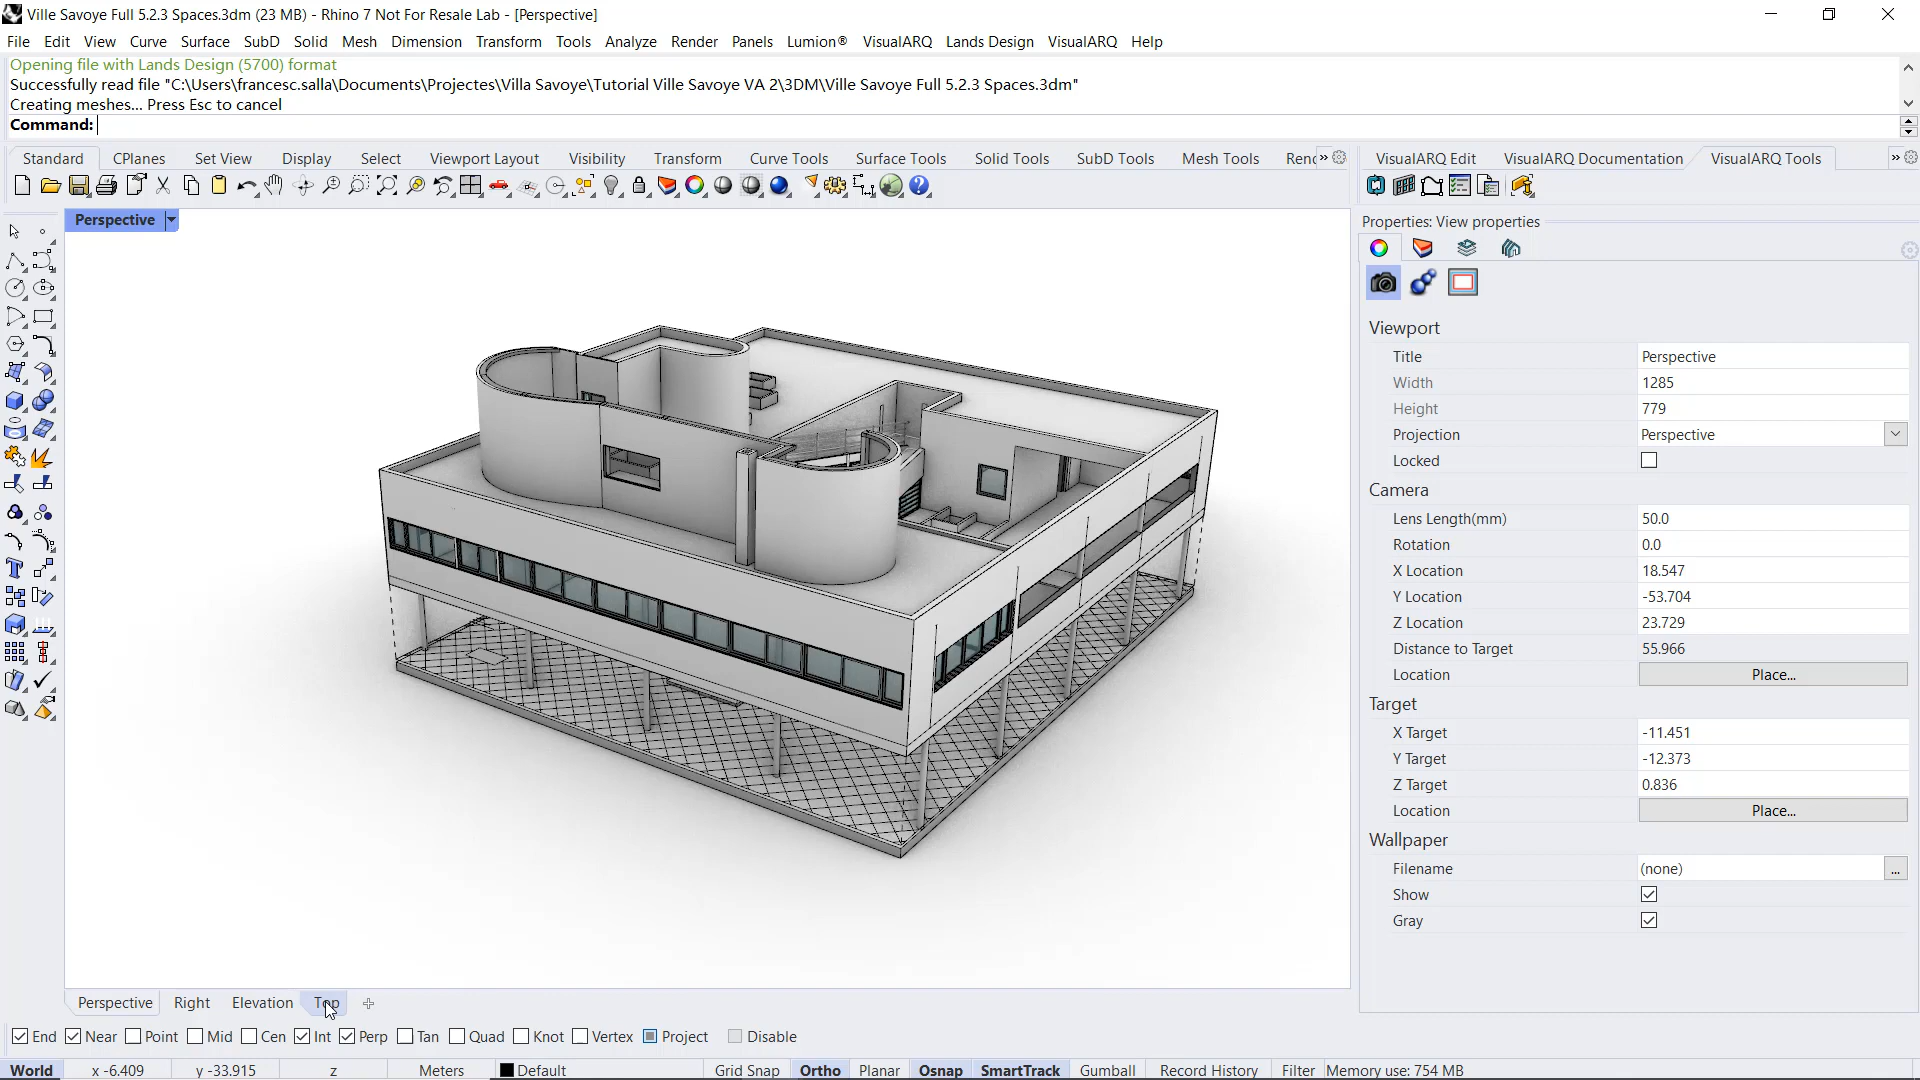 Ville Savoye Full 5.2.3 Spaces.3dm (23 MB) - Rhino 7 Not For Resale Lab - [Perspective]
File Edit View Curve Surface SubD Solid Mesh Dimension Transform Tools Analyze Render Panels Lumion® VisualARQ Lands Design VisualARQ Help
Opening file with Lands Design (5700) format
Successfully read file "C:\Users\francesc.salla\Documents\Projectes\Villa Savoye\Tutorial Ville Savoye VA 2\3DM\Ville Savoye Full 5.2.3 Spaces.3dm"
Creating meshes... Press Esc to cancel
Command:
Standard CPlanes Set View Display Select Viewport Layout Visibility Transform Curve Tools Surface Tools Solid Tools SubD Tools Mesh Tools Ren »
VisualARQ Edit VisualARQ Documentation VisualARQ Tools »
Perspective
Properties: View properties
Viewport
Title Perspective
Width 1285
Height 779
Projection Perspective
Locked
Camera
Lens Length(mm) 50.0
Rotation 0.0
X Location 18.547
Y Location -53.704
Z Location 23.729
Distance to Target 55.966
Location Place...
Target
X Target -11.451
Y Target -12.373
Z Target 0.836
Location Place...
Wallpaper
Filename (none) ...
Show
Gray
Perspective Right Elevation Top
End Near Point Mid Cen Int Perp Tan Quad Knot Vertex Project Disable
World x -6.409 y -33.915 z Meters Default Grid Snap Ortho Planar Osnap SmartTrack Gumball Record History Filter Memory use: 754 MB